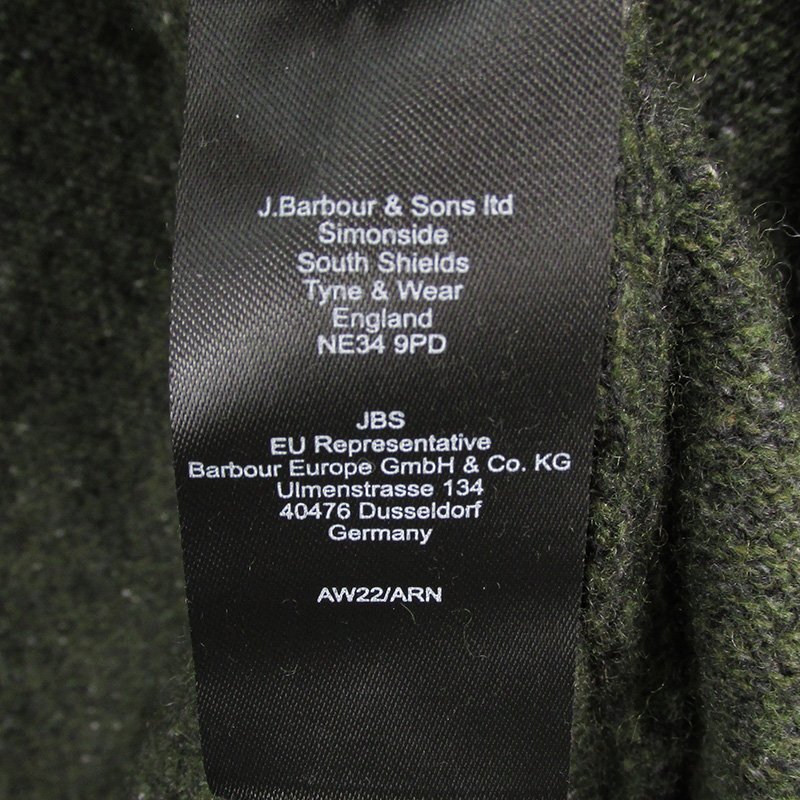 J.Barbour & Sons ltd
Simonside
South Shields
Tyne & Wear
England
NE34 9PD
JBS
EU Representative
Barbour Europe GmbH & Co. KG
Ulmenstrasse 134
40476 Dusseldorf
Germany
AW22/ARN